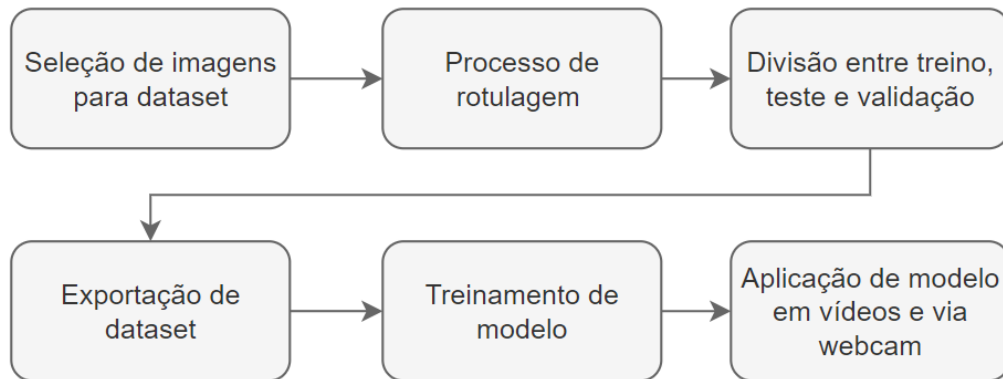 Seleção de imagens
para dataset
Processo de
rotulagem
Divisão entre treino,
teste e validação
Exportação de
dataset
Treinamento de
modelo
Aplicação de modelo
em vídeos e via
webcam